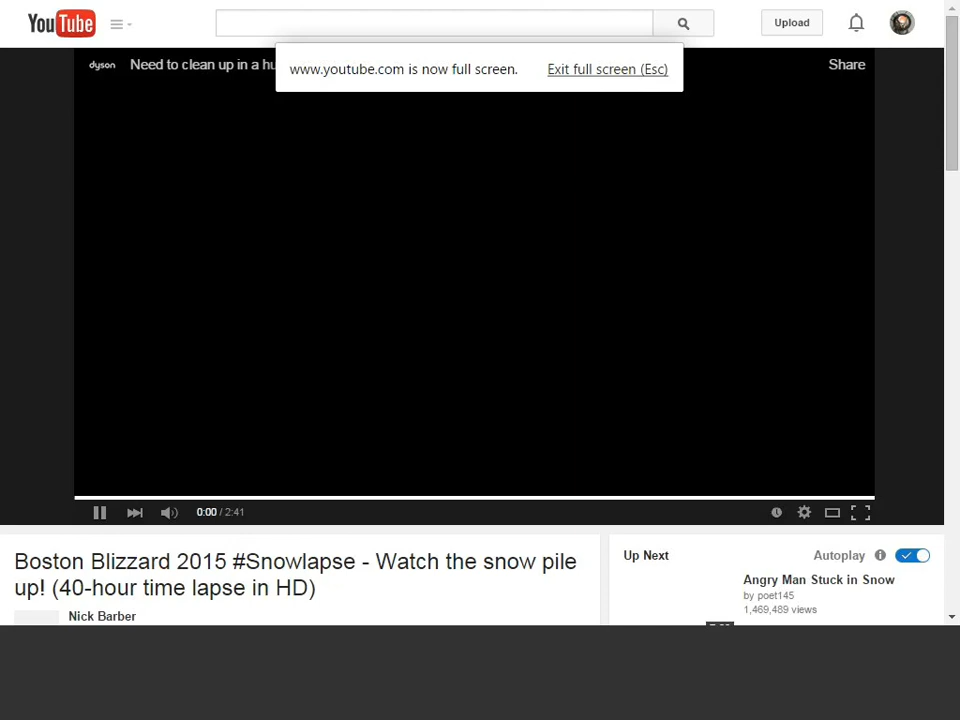 YouTube
Upload
www.youtube.com is now full screen. Exit full screen (Esc)
dyson Need to clean up in a hu
Share
0:00 / 2:41
Boston Blizzard 2015 #Snowlapse - Watch the snow pile
up! (40-hour time lapse in HD)
Nick Barber
Up Next
Autoplay
Angry Man Stuck in Snow
by poet145
1,469,489 views